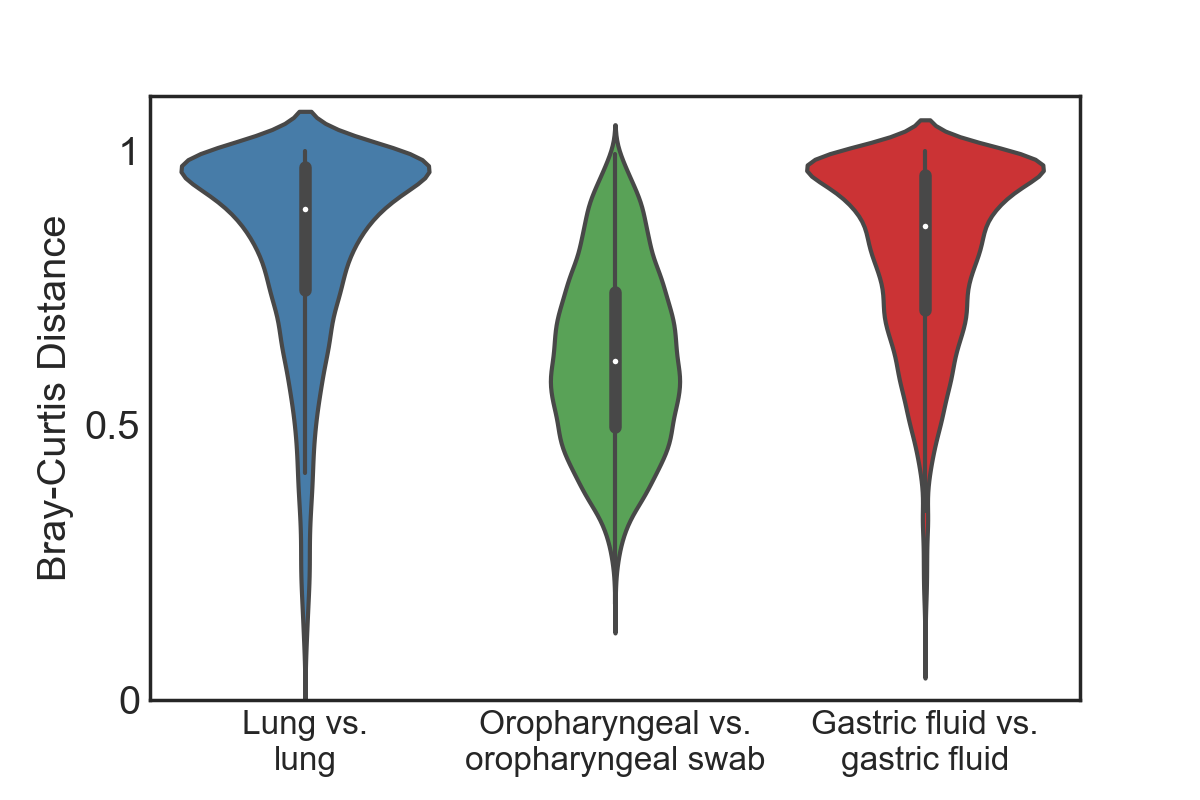 Bray-Curtis Distance
1
0.5
0
Lung vs.
lung
Oropharyngeal vs.
oropharyngeal swab
Gastric fluid vs.
gastric fluid